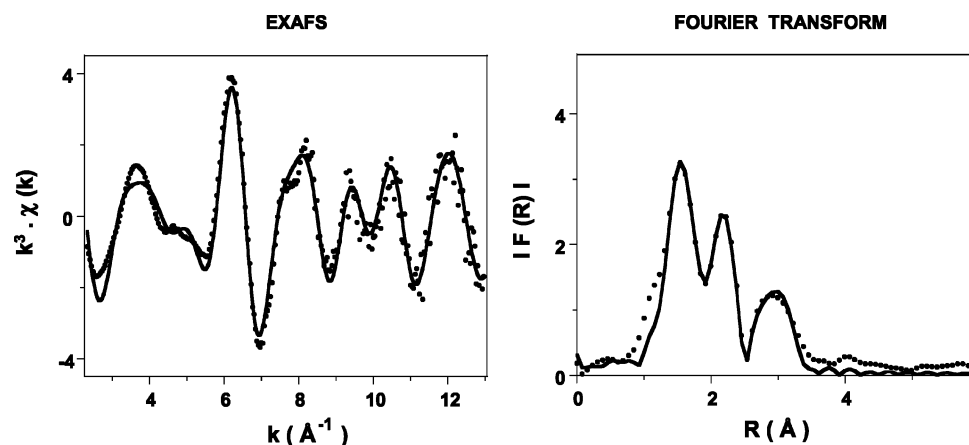 EXAFS
4
0
-4
4 6 8 10 12
k³ · χ (k)
k ( Å⁻¹ )
FOURIER TRANSFORM
4
2
0
0 2 4
I F (R) I
R ( Å )